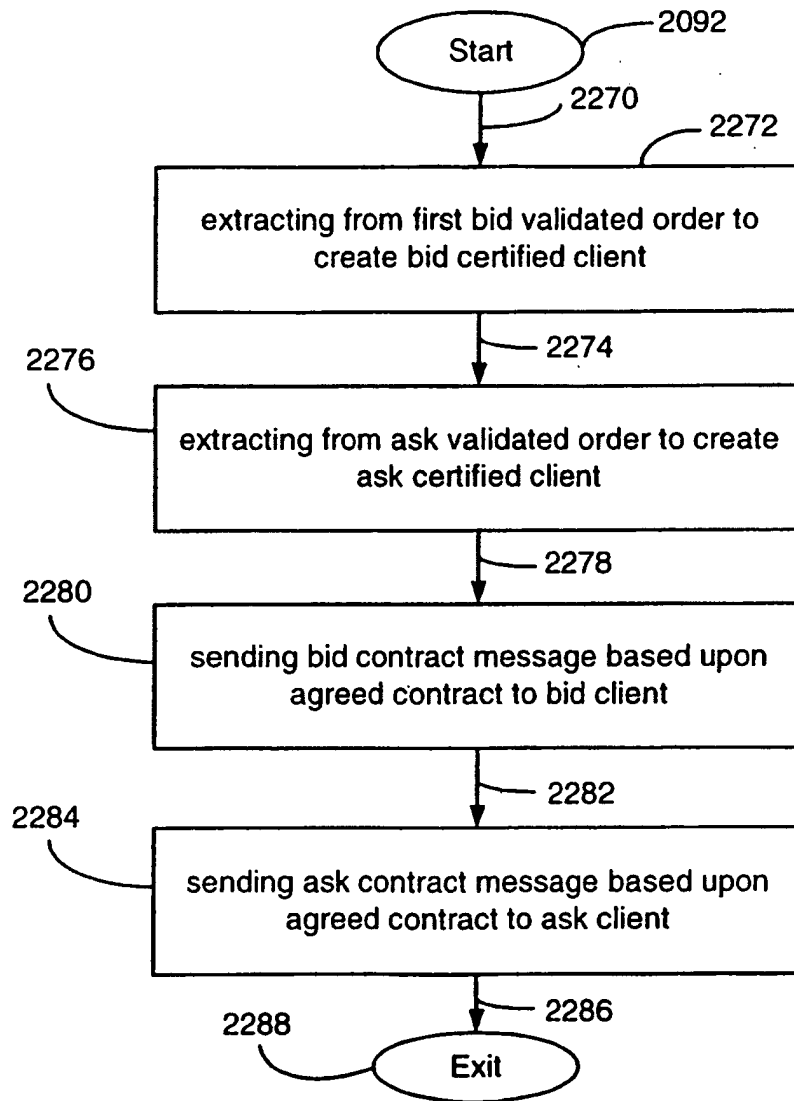 Start
2092
2270
2272
extracting from first bid validated order to
create bid certified client
2274
2276
extracting from ask validated order to create
ask certified client
2278
2280
sending bid contract message based upon
agreed contract to bid client
2282
2284
sending ask contract message based upon
agreed contract to ask client
2286
2288
Exit